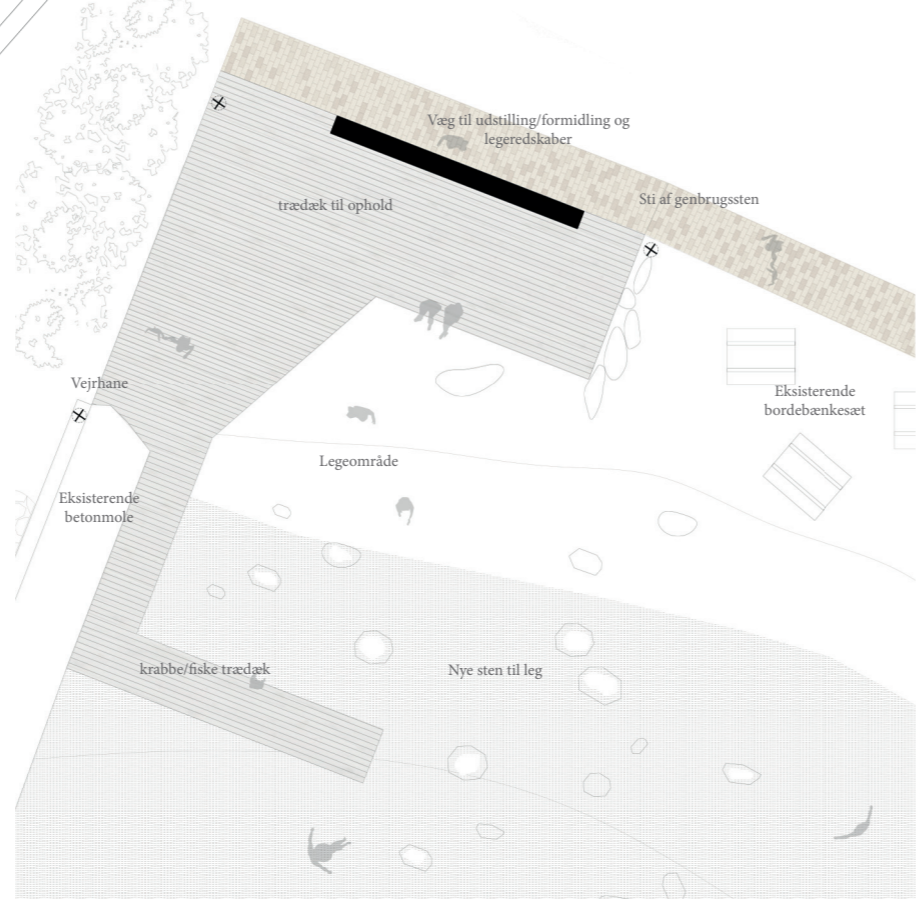 Væg til udstilling/formidling og
legeredskaber
Sti af genbrugssten
trædæk til ophold
Vejrhane
Eksisterende
bordebænkesæt
Legeområde
Eksisterende
betonmole
krabbe/fiske trædæk
Nye sten til leg